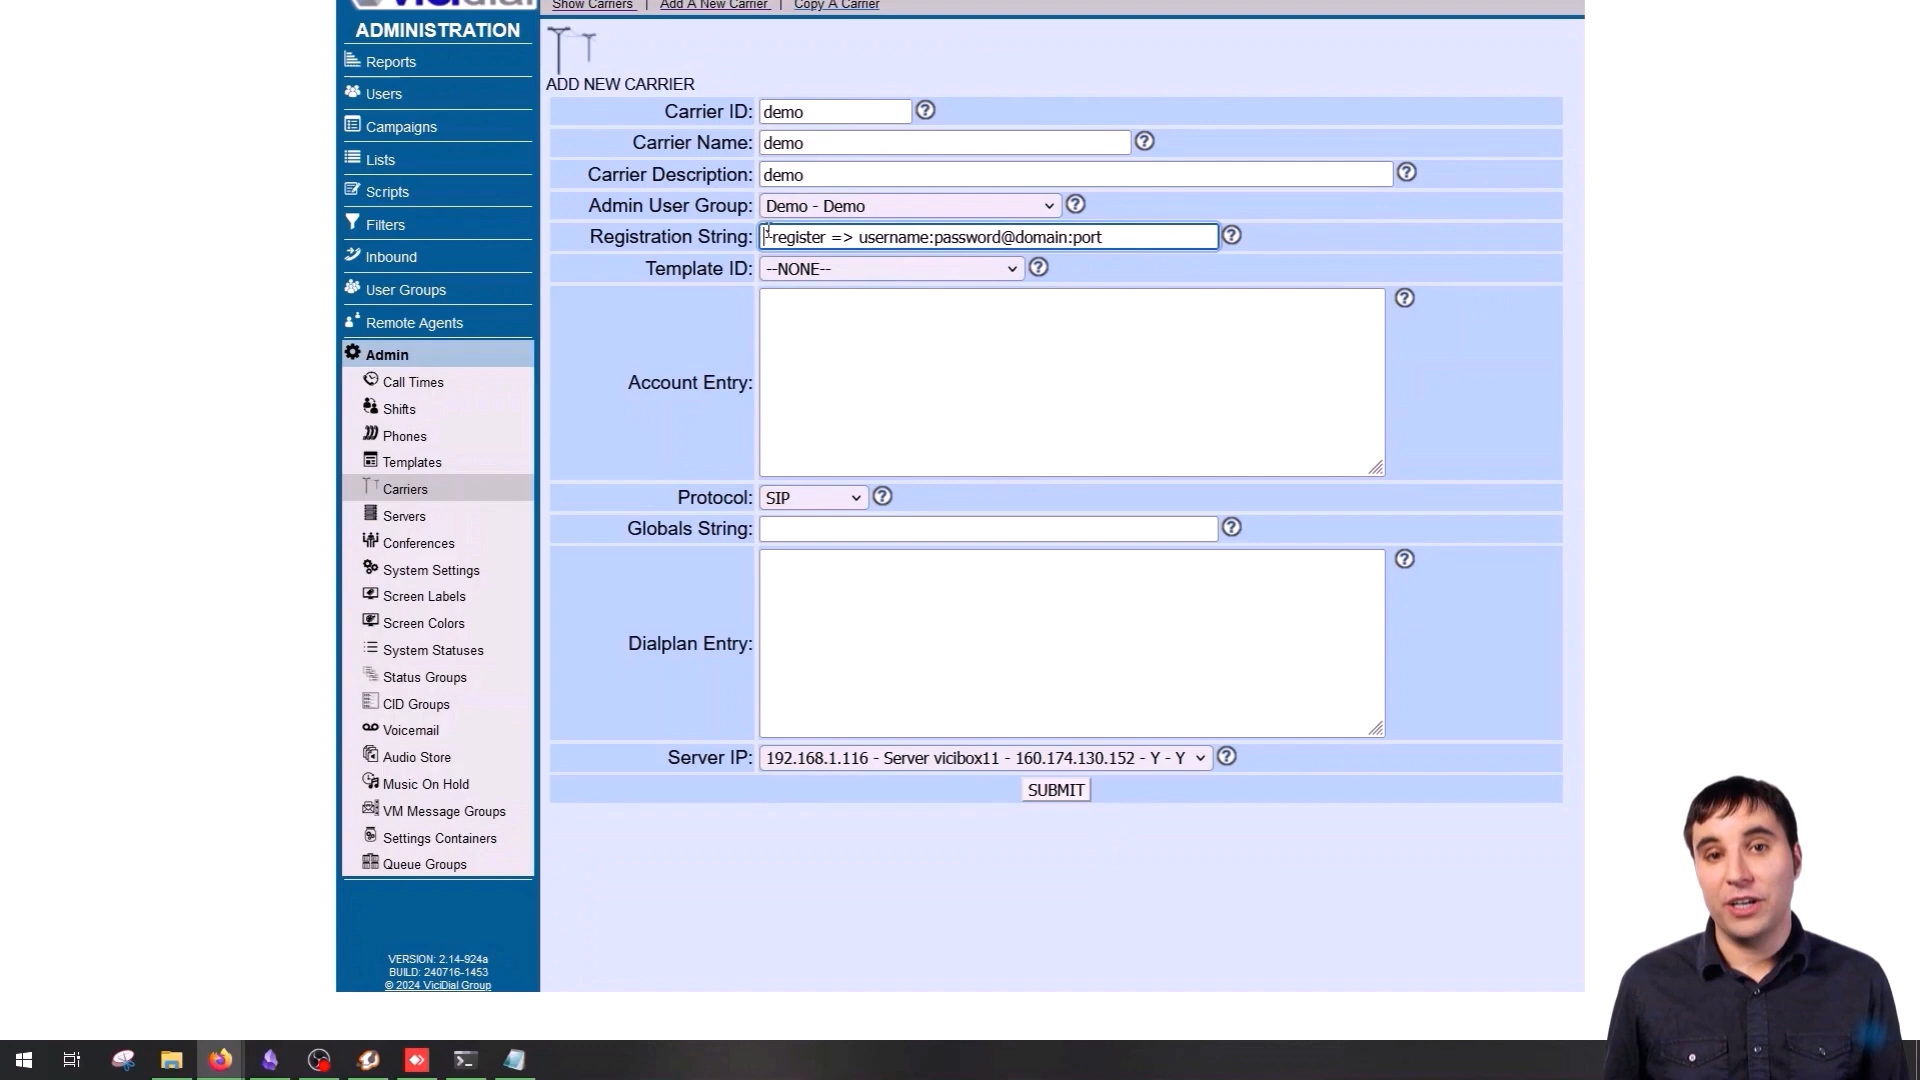 vicidial
Show Carriers | Add A New Carrier | Copy A Carrier
ADMINISTRATION
Reports
Users
Campaigns
Lists
Scripts
Filters
Inbound
User Groups
Remote Agents
Admin
Call Times
Shifts
Phones
Templates
Carriers
Servers
Conferences
System Settings
Screen Labels
Screen Colors
System Statuses
Status Groups
CID Groups
Voicemail
Audio Store
Music On Hold
VM Message Groups
Settings Containers
Queue Groups
VERSION: 2.14-924a
BUILD: 240716-1453
© 2024 ViciDial Group
ADD NEW CARRIER
Carrier ID: demo
Carrier Name: demo
Carrier Description: demo
Admin User Group: Demo - Demo
Registration String: register => username:password@domain:port
Template ID: --NONE--
Account Entry:
Protocol: SIP
Globals String:
Dialplan Entry:
Server IP: 192.168.1.116 - Server vicibox11 - 160.174.130.152 - Y - Y
SUBMIT